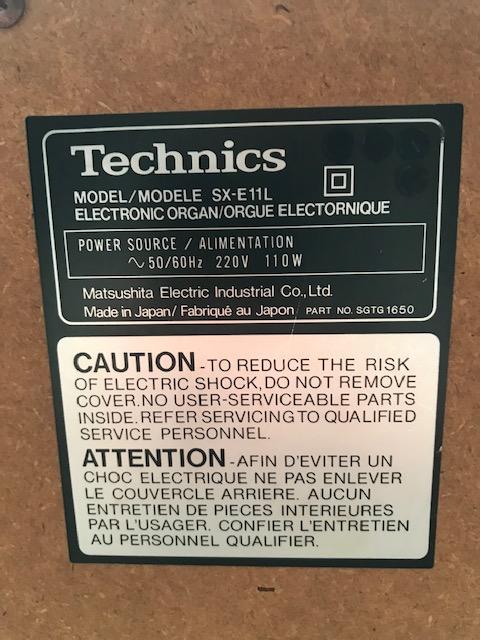 Technics
MODEL/MODELE SX-E11L
ELECTRONIC ORGAN/ORGUE ELECTORNIQUE
POWER SOURCE / ALIMENTATION
∿ 50/60Hz 220V 110W
Matsushita Electric Industrial Co., Ltd.
Made in Japan/Fabriqué au Japon PART NO. SGTG1650
CAUTION -TO REDUCE THE RISK
OF ELECTRIC SHOCK, DO NOT REMOVE
COVER. NO USER-SERVICEABLE PARTS
INSIDE. REFER SERVICING TO QUALIFIED
SERVICE PERSONNEL.
ATTENTION -AFIN D'EVITER UN
CHOC ELECTRIQUE NE PAS ENLEVER
LE COUVERCLE ARRIERE. AUCUN
ENTRETIEN DE PIECES INTERIEURES
PAR L'USAGER. CONFIER L'ENTRETIEN
AU PERSONNEL QUALIFIER.